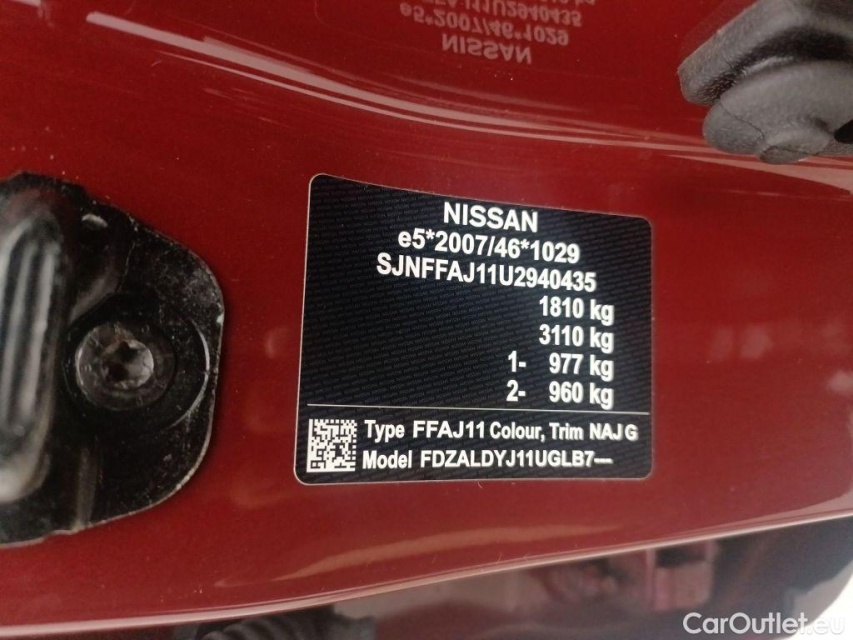 NISSAN
e5*2007/46*1029
SJNFFAJ11U2940435
1810 kg
3110 kg
1- 977 kg
2- 960 kg
Type FFAJ11 Colour, Trim NAJ G
Model FDZALDYJ11UGLB7---
CarOutlet.eu